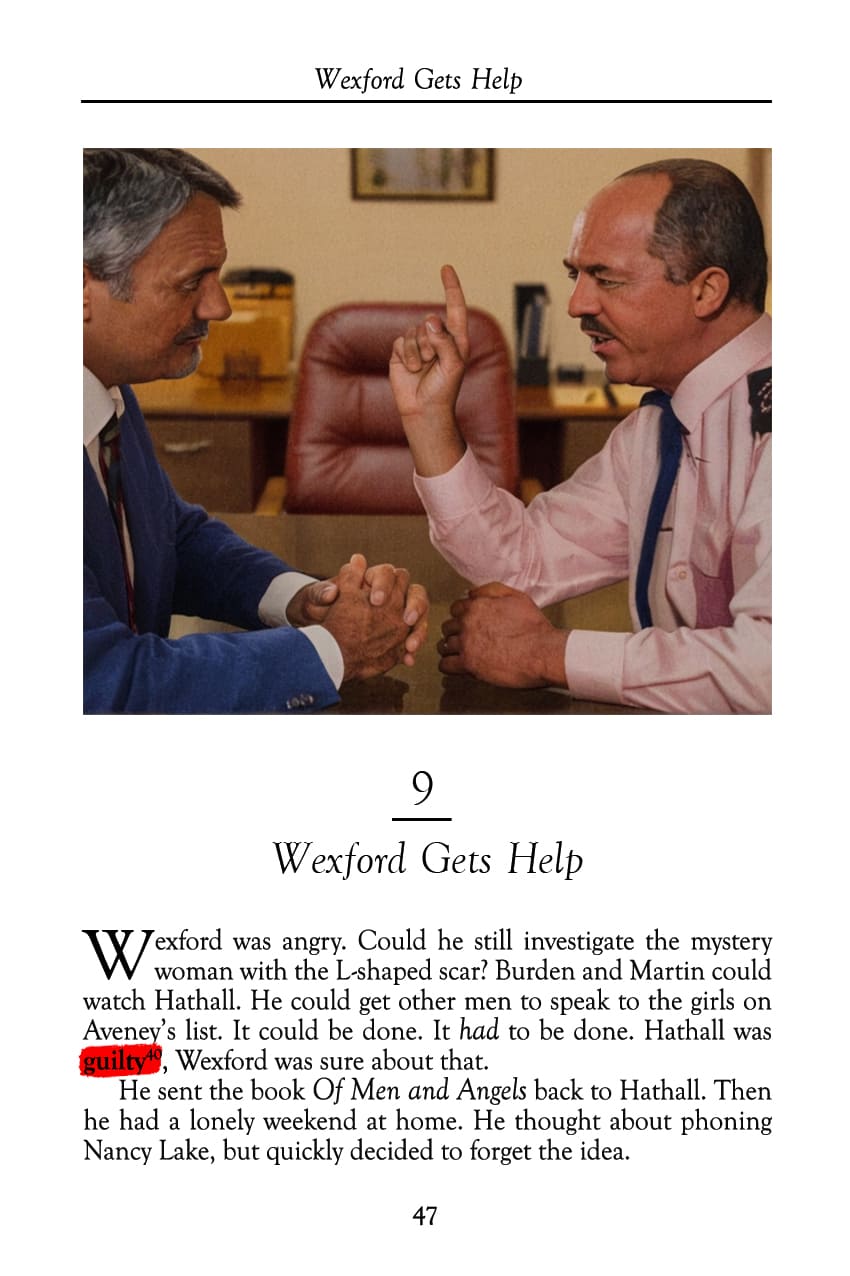 Wexford Gets Help
9
Wexford Gets Help
Wexford was angry. Could he still investigate the mystery
woman with the L-shaped scar? Burden and Martin could
watch Hathall. He could get other men to speak to the girls on
Aveney's list. It could be done. It had to be done. Hathall was
guilty⁴⁰, Wexford was sure about that.
He sent the book Of Men and Angels back to Hathall. Then
he had a lonely weekend at home. He thought about phoning
Nancy Lake, but quickly decided to forget the idea.
47